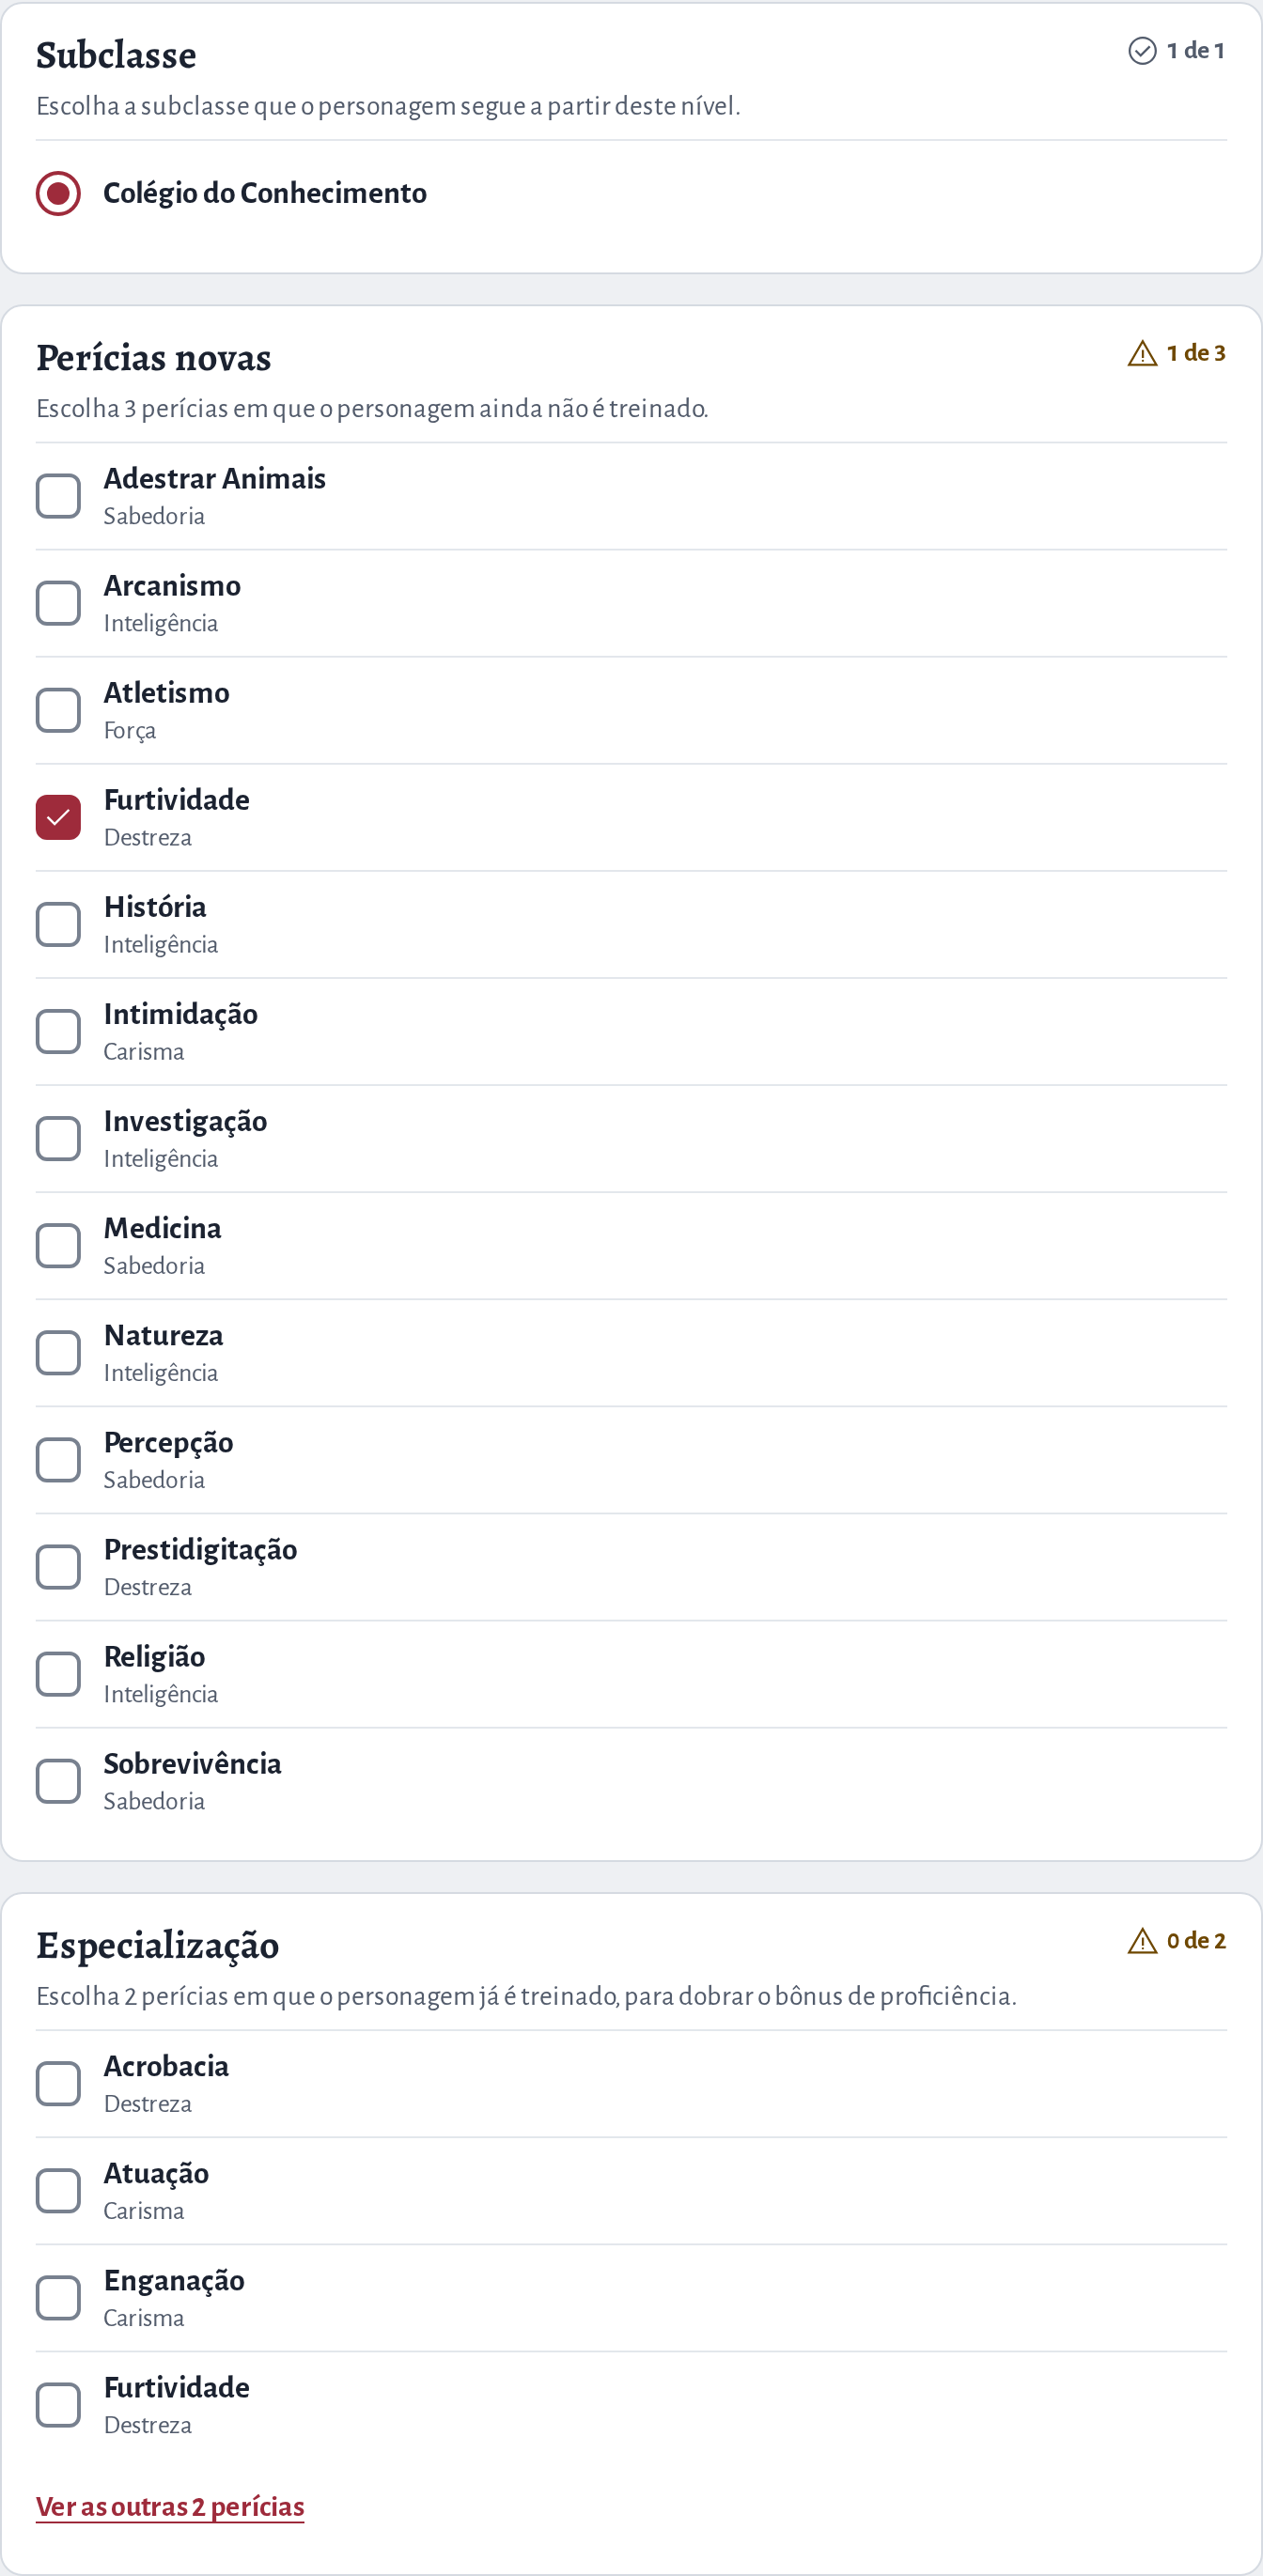 Subclasse
1 de 1
Escolha a subclasse que o personagem segue a partir deste nível.
Colégio do Conhecimento
Perícias novas
1 de 3
Escolha 3 perícias em que o personagem ainda não é treinado.
Adestrar Animais
Sabedoria
Arcanismo
Inteligência
Atletismo
Força
Furtividade
Destreza
História
Inteligência
Intimidação
Carisma
Investigação
Inteligência
Medicina
Sabedoria
Natureza
Inteligência
Percepção
Sabedoria
Prestidigitação
Destreza
Religião
Inteligência
Sobrevivência
Sabedoria
Especialização
0 de 2
Escolha 2 perícias em que o personagem já é treinado, para dobrar o bônus de proficiência.
Acrobacia
Destreza
Atuação
Carisma
Enganação
Carisma
Furtividade
Destreza
Ver as outras 2 perícias